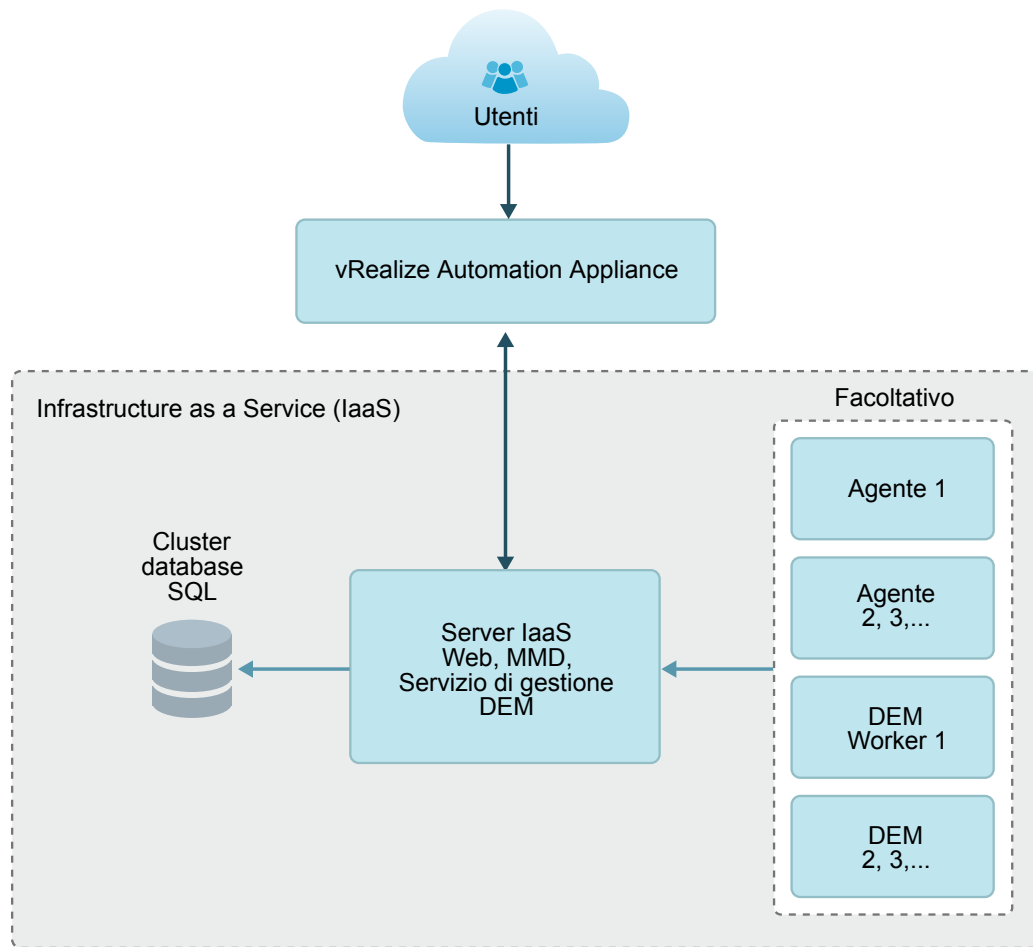 Utenti
vRealize Automation Appliance
Infrastructure as a Service (IaaS)
Facoltativo
Agente 1
Cluster
database
SQL
Agente
2, 3,...
Server IaaS
Web, MMD,
Servizio di gestione
DEM
DEM
Worker 1
DEM
2, 3,...